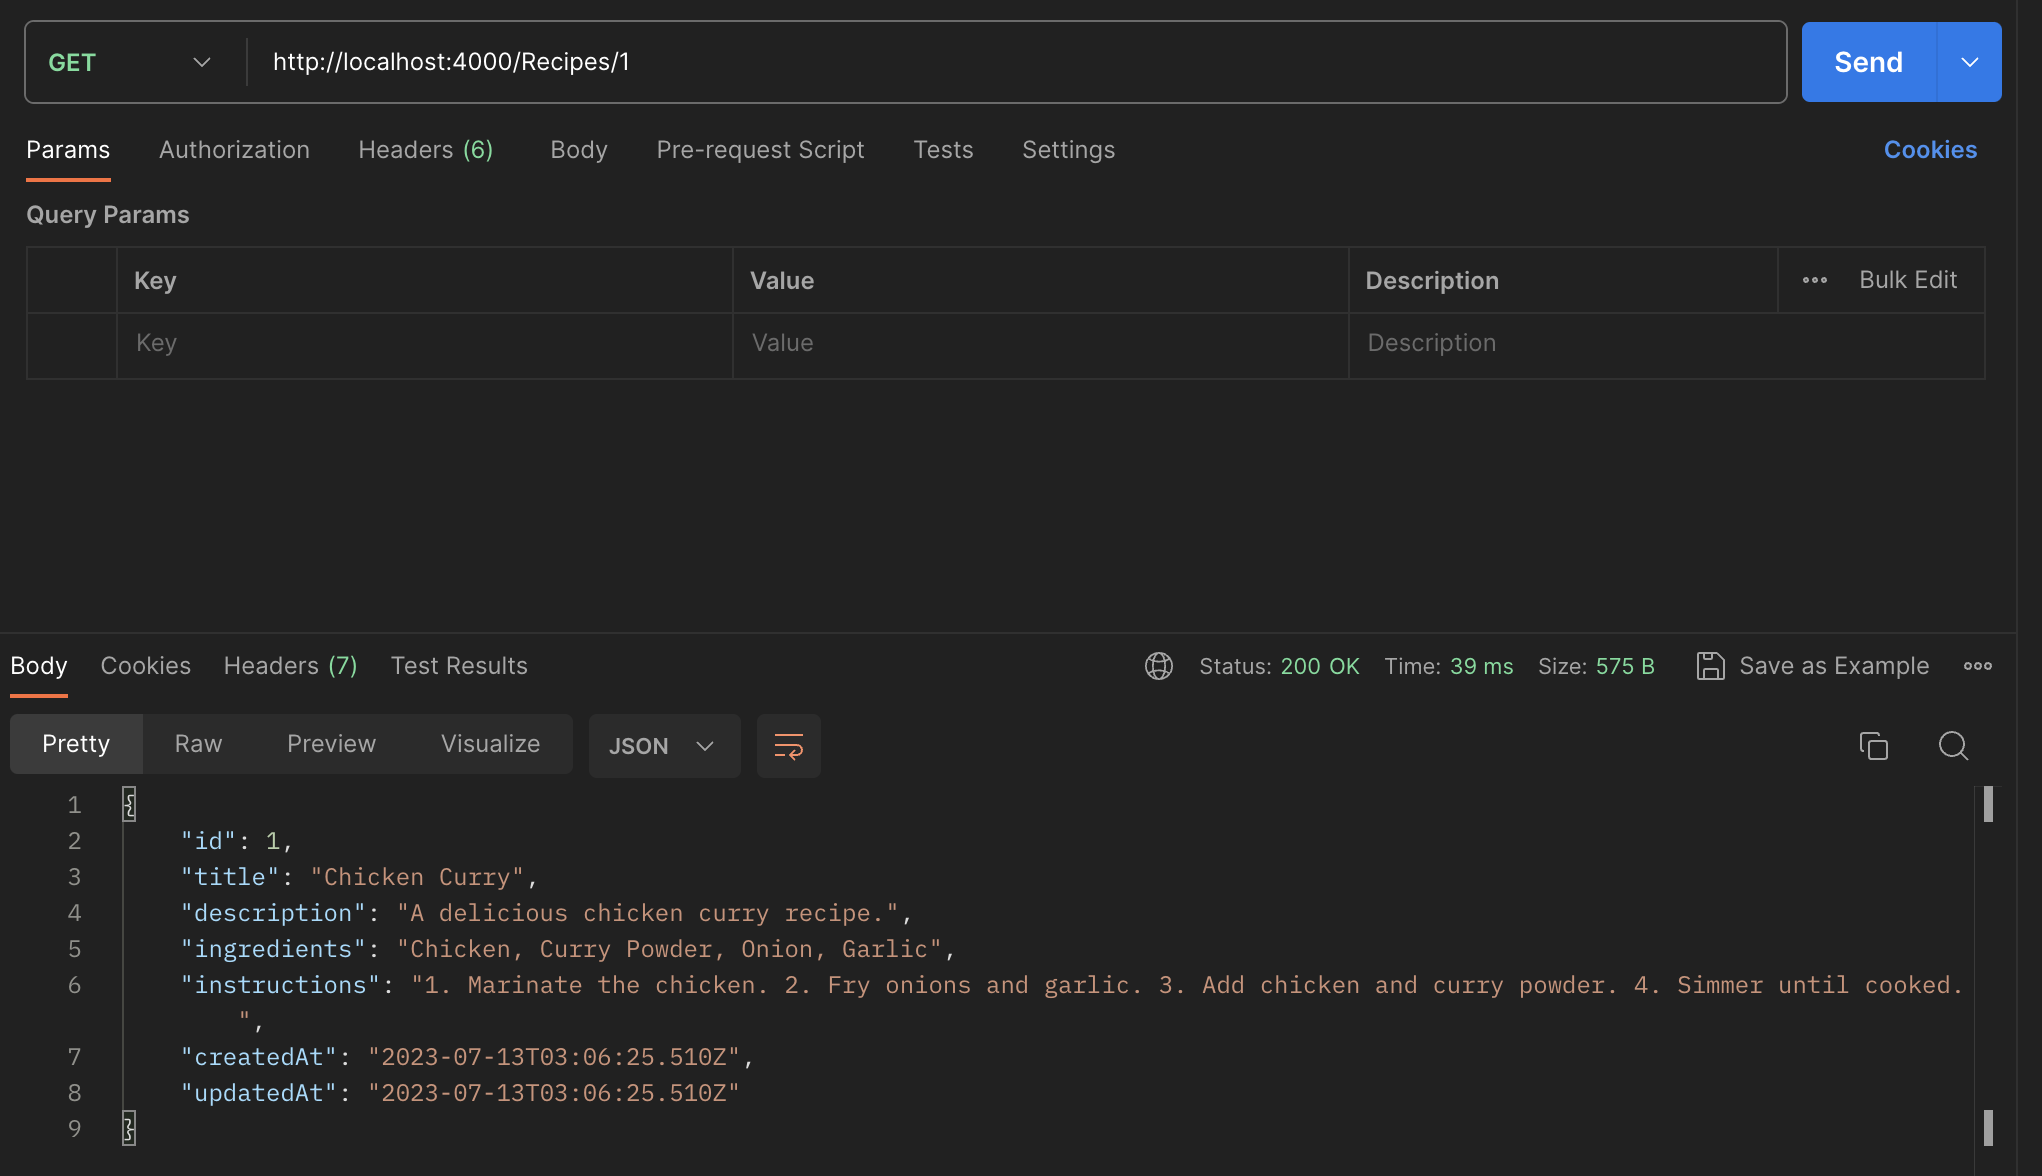 GET http://localhost:4000/Recipes/1 Send
Params Authorization Headers (6) Body Pre-request Script Tests Settings Cookies
Query Params
Key Value Description Bulk Edit
Key Value Description
Body Cookies Headers (7) Test Results Status: 200 OK Time: 39 ms Size: 575 B Save as Example
Pretty Raw Preview Visualize JSON
1 {
2 "id": 1,
3 "title": "Chicken Curry",
4 "description": "A delicious chicken curry recipe.",
5 "ingredients": "Chicken, Curry Powder, Onion, Garlic",
6 "instructions": "1. Marinate the chicken. 2. Fry onions and garlic. 3. Add chicken and curry powder. 4. Simmer until cooked.
",
7 "createdAt": "2023-07-13T03:06:25.510Z",
8 "updatedAt": "2023-07-13T03:06:25.510Z"
9 }